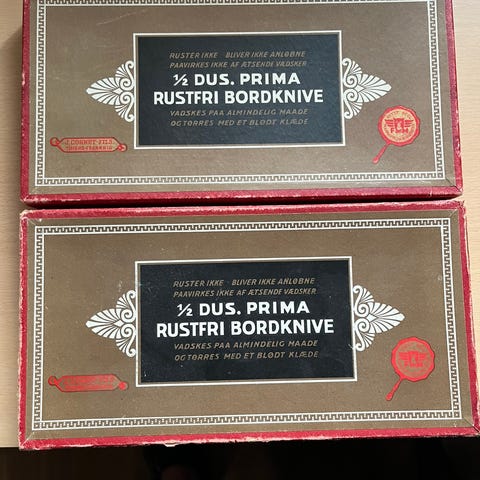 RUSTER IKKE BLIVER IKKE ANLØBNE
PAAVIRKES IKKE AF ÆTSENDE VÆDSKER
½ DUS. PRIMA
RUSTFRI BORDKNIVE
VADSKES PAA ALMINDELIG MAADE
OG TØRRES MED ET BLØDT KLÆDE
J. CORNET-FILS
RUSTER IKKE · BLIVER IKKE ANLØBNE
PAAVIRKES IKKE AF ÆTSENDE VÆDSKER
½ DUS. PRIMA
RUSTFRI BORDKNIVE
VADSKES PAA ALMINDELIG MAADE
OG TØRRES MED ET BLØDT KLÆDE